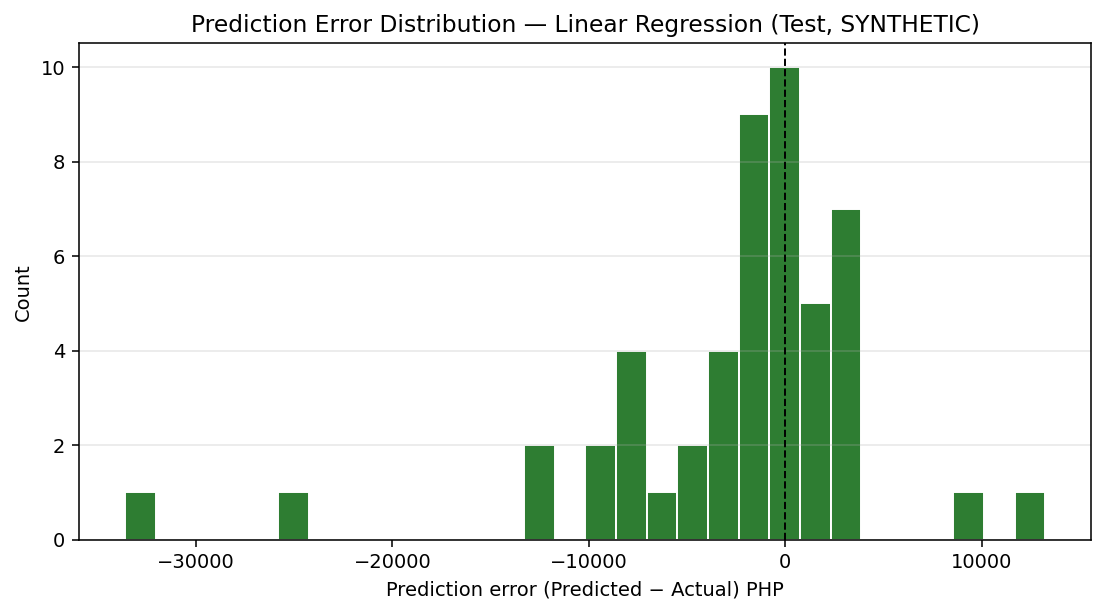 Prediction Error Distribution — Linear Regression (Test, SYNTHETIC)
10
8
6
4
2
0
Count
−30000 −20000 −10000 0 10000
Prediction error (Predicted − Actual) PHP